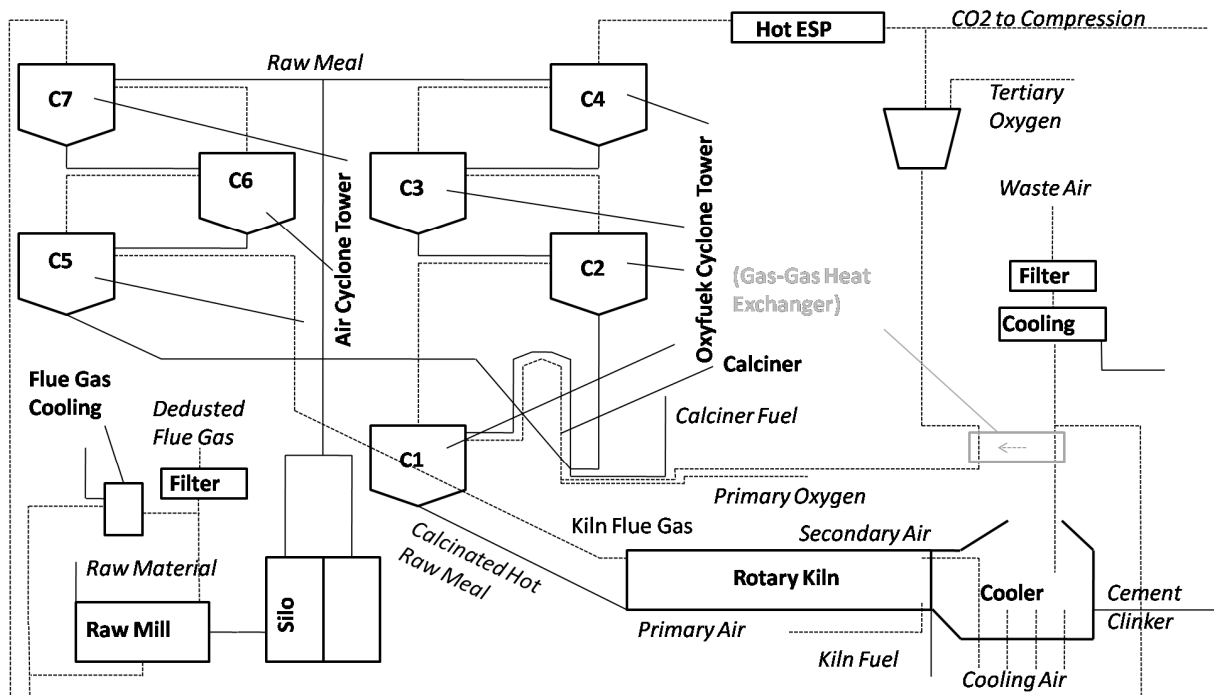 Hot ESP
CO2 to Compression
Raw Meal
C7
C4
Tertiary
Oxygen
C6
C3
Waste Air
Air Cyclone Tower
Oxyfuek Cyclone Tower
C5
C2
(Gas-Gas Heat
Exchanger)
Filter
Cooling
Calciner
Flue Gas
Cooling
Dedusted
Flue Gas
Calciner Fuel
C1
Filter
Primary Oxygen
Calcinated Hot
Raw Meal
Kiln Flue Gas
Secondary Air
Raw Material
Rotary Kiln
Cooler
Cement
Clinker
Silo
Raw Mill
Primary Air
Kiln Fuel
Cooling Air